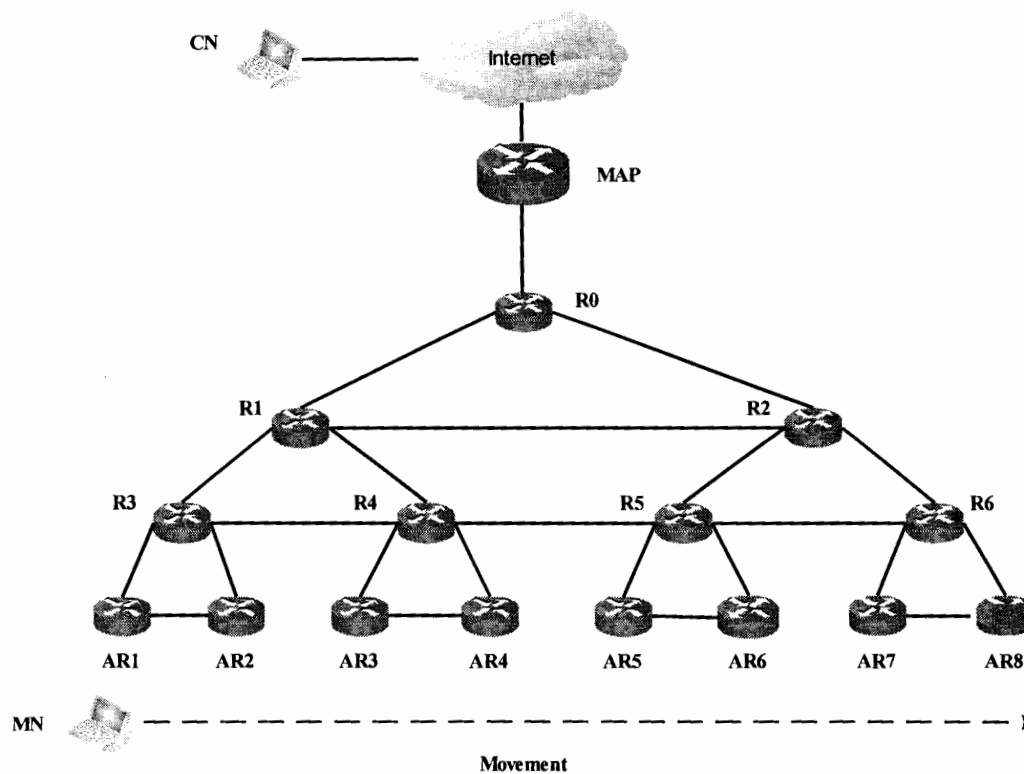 CN
Internet
MAP
R0
R1
R2
R3
R4
R5
R6
AR1
AR2
AR3
AR4
AR5
AR6
AR7
AR8
MN
Movement